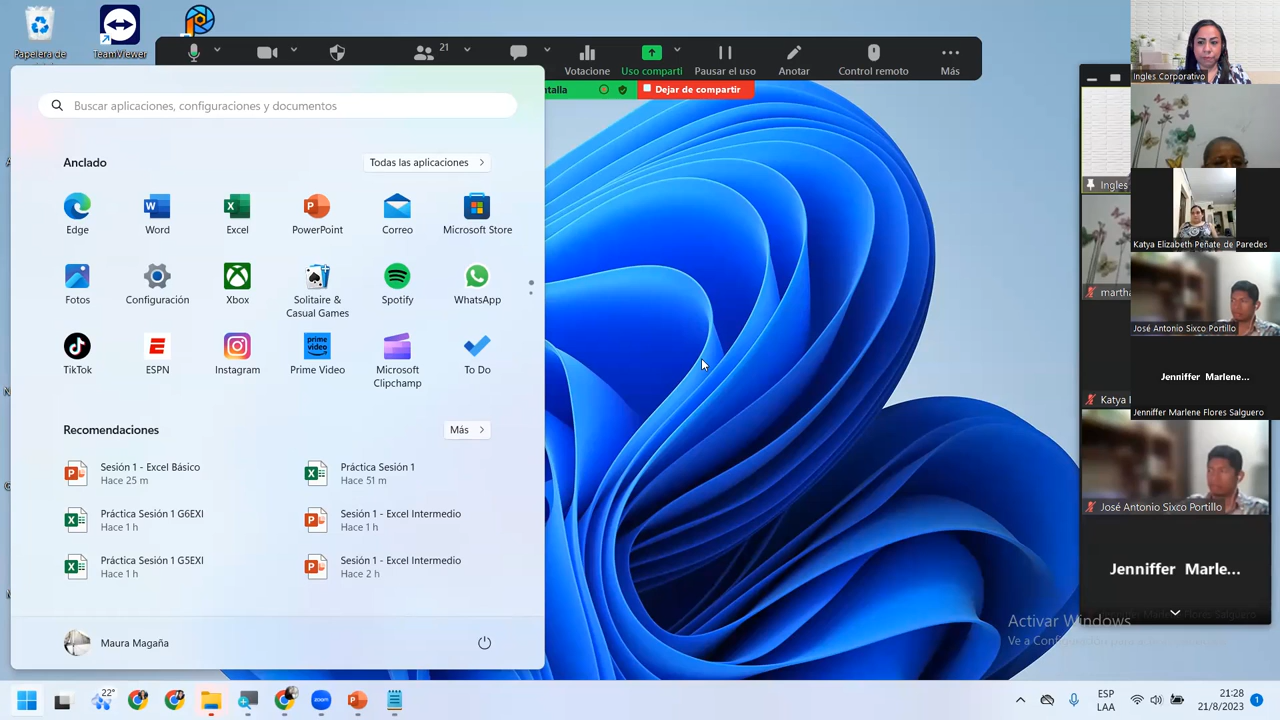 Papelera de
TeamViewer
21
Votacione
Uso comparti
Pausar el uso
Anotar
Control remoto
Más
ntalla
Dejar de compartir
Buscar aplicaciones, configuraciones y documentos
Anclado
Todas las aplicaciones
Edge
Word
Excel
PowerPoint
Correo
Microsoft Store
Fotos
Configuración
Xbox
Solitaire &
Casual Games
Spotify
WhatsApp
TikTok
ESPN
Instagram
Prime Video
Microsoft
Clipchamp
To Do
Recomendaciones
Más
Sesión 1 - Excel Básico
Hace 25 m
Práctica Sesión 1
Hace 51 m
Práctica Sesión 1 G6EXI
Hace 1 h
Sesión 1 - Excel Intermedio
Hace 1 h
Práctica Sesión 1 G5EXI
Hace 1 h
Sesión 1 - Excel Intermedio
Hace 2 h
Maura Magaña
Ingles Corporativo
Ingles
Katya Elizabeth Peñate de Paredes
martha
José Antonio Sixco Portillo
Jenniffer Marlene...
Katya
Jenniffer Marlene Flores Salguero
José Antonio Sixco Portillo
Jenniffer Marle...
Activar Windows
22°
ESP
LAA
21:28
21/8/2023
1